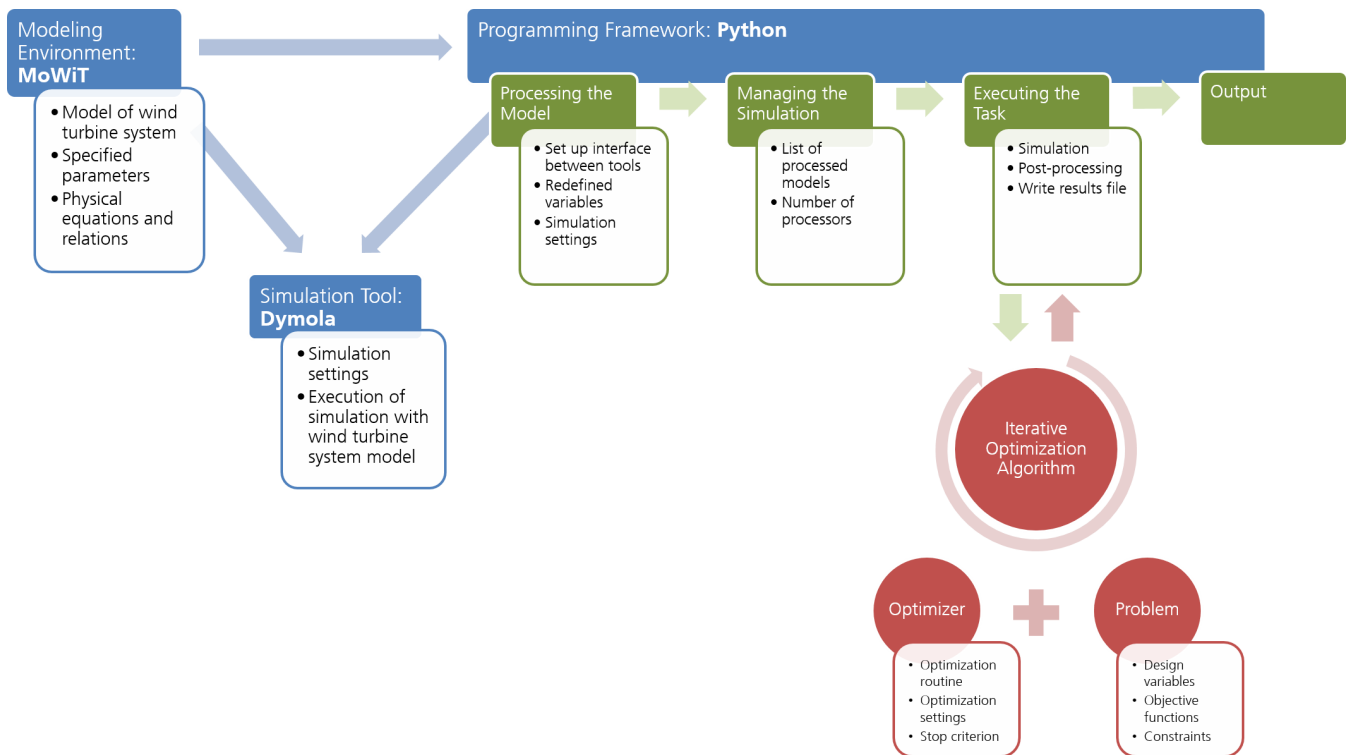 Modeling
Environment:
MoWiT
• Model of wind
turbine system
• Specified
parameters
• Physical
equations and
relations
Programming Framework: Python
Processing the
Model
• Set up interface
between tools
• Redefined
variables
• Simulation
settings
Managing the
Simulation
• List of
processed
models
• Number of
processors
Executing the
Task
• Simulation
• Post-processing
• Write results file
Output
Simulation Tool:
Dymola
• Simulation
settings
• Execution of
simulation with
wind turbine
system model
Iterative
Optimization
Algorithm
Optimizer
• Optimization
routine
• Optimization
settings
• Stop criterion
Problem
• Design
variables
• Objective
functions
• Constraints